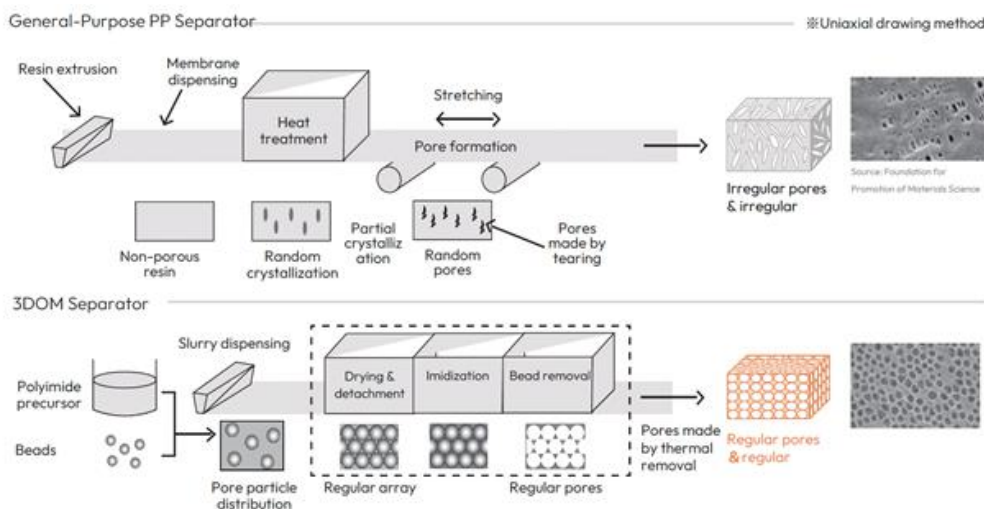 General-Purpose PP Separator
※Uniaxial drawing method
Resin extrusion
Membrane
dispensing
Heat
treatment
Stretching
Pore formation
Irregular pores
& irregular
Source: Foundation for
Promotion of Materials Science
Non-porous
resin
Random
crystallization
Partial
crystalliz
ation
Random
pores
Pores
made by
tearing
3DOM Separator
Slurry dispensing
Polyimide
precursor
Beads
Pore particle
distribution
Drying &
detachment
Imidization
Bead removal
Regular array
Regular pores
Pores made
by thermal
removal
Regular pores
& regular